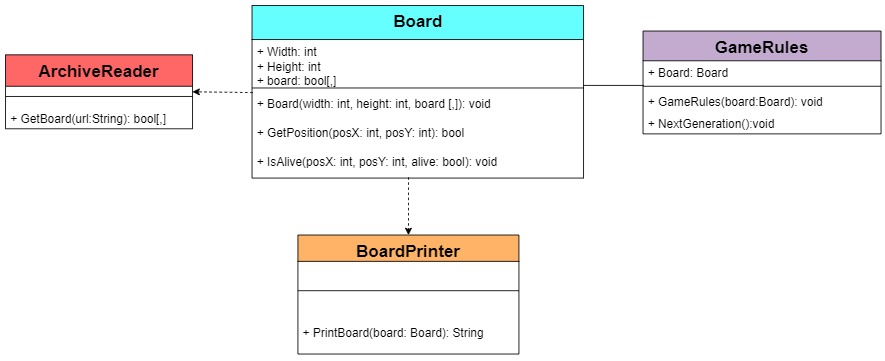 Board
+ Width: int
+ Height: int
+ board: bool[,]
+ Board(width: int, height: int, board [,]): void
+ GetPosition(posX: int, posY: int): bool
+ IsAlive(posX: int, posY: int, alive: bool): void
ArchiveReader
+ GetBoard(url:String): bool[,]
GameRules
+ Board: Board
+ GameRules(board:Board): void
+ NextGeneration():void
BoardPrinter
+ PrintBoard(board: Board): String